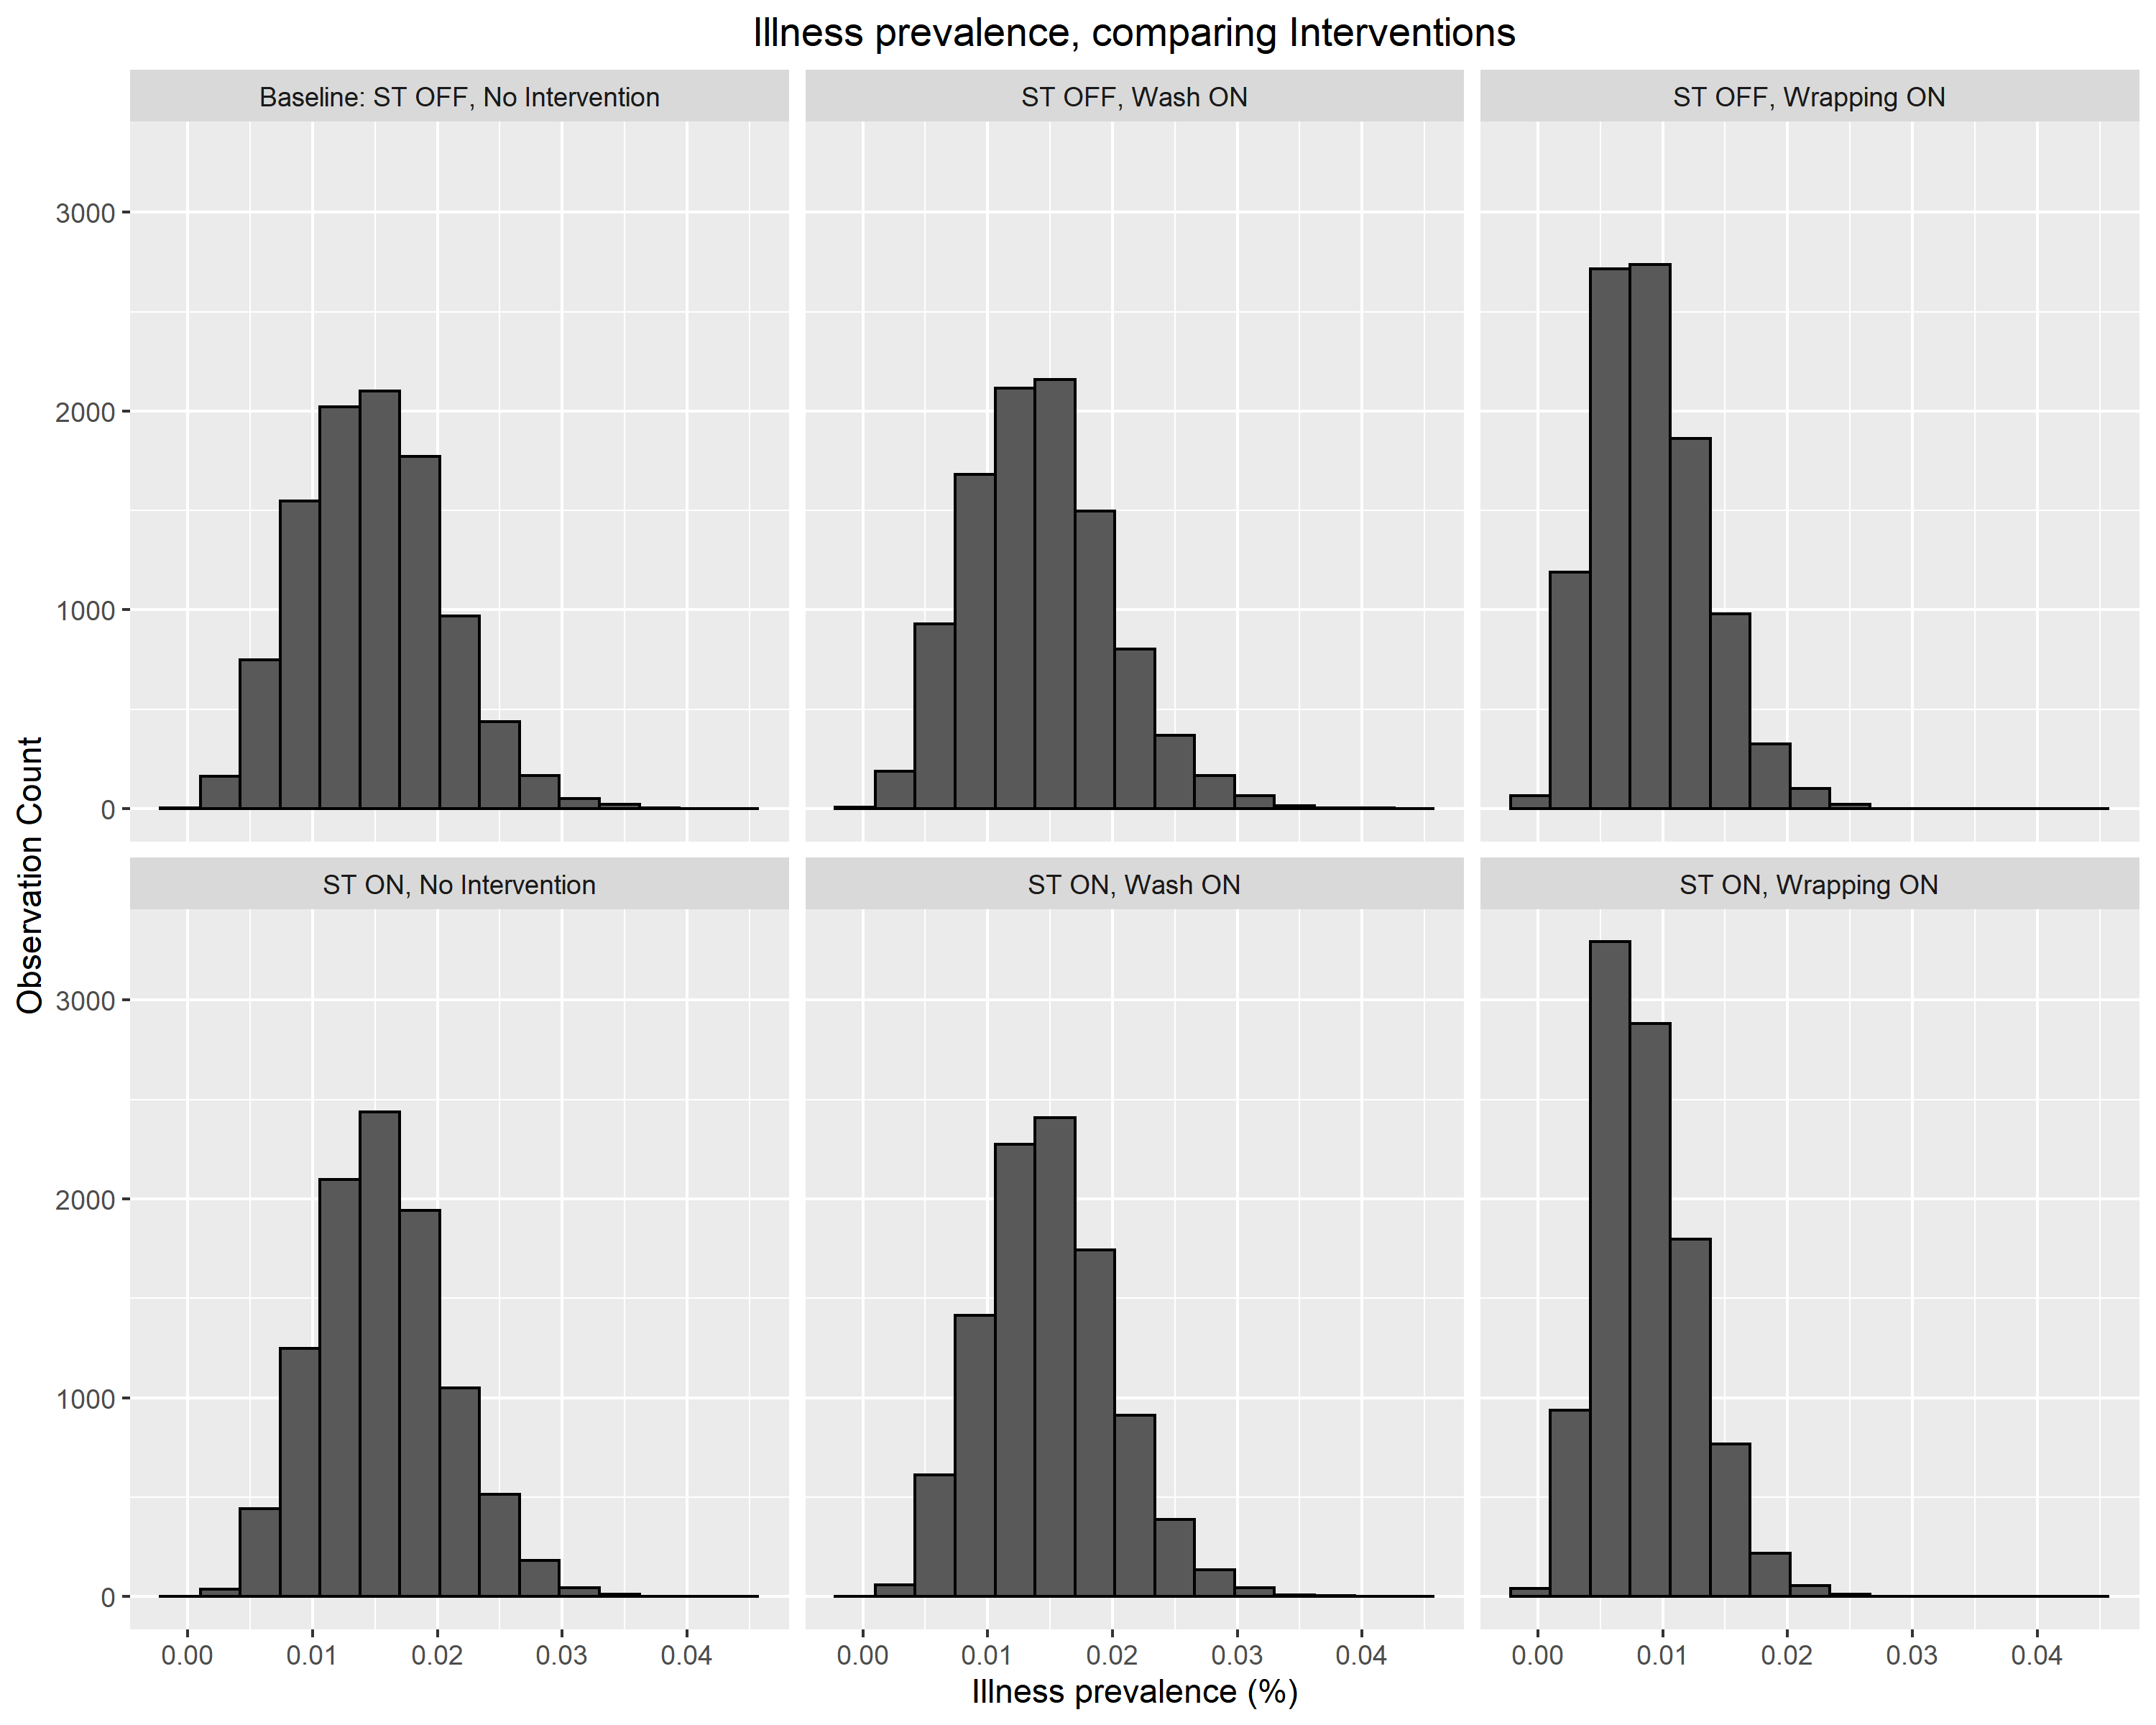 Illness prevalence, comparing Interventions
Baseline: ST OFF, No Intervention
ST OFF, Wash ON
ST OFF, Wrapping ON
3000
2000
1000
0
ST ON, No Intervention
ST ON, Wash ON
ST ON, Wrapping ON
3000
2000
1000
0
Observation Count
0.00 0.01 0.02 0.03 0.04
0.00 0.01 0.02 0.03 0.04
0.00 0.01 0.02 0.03 0.04
Illness prevalence (%)